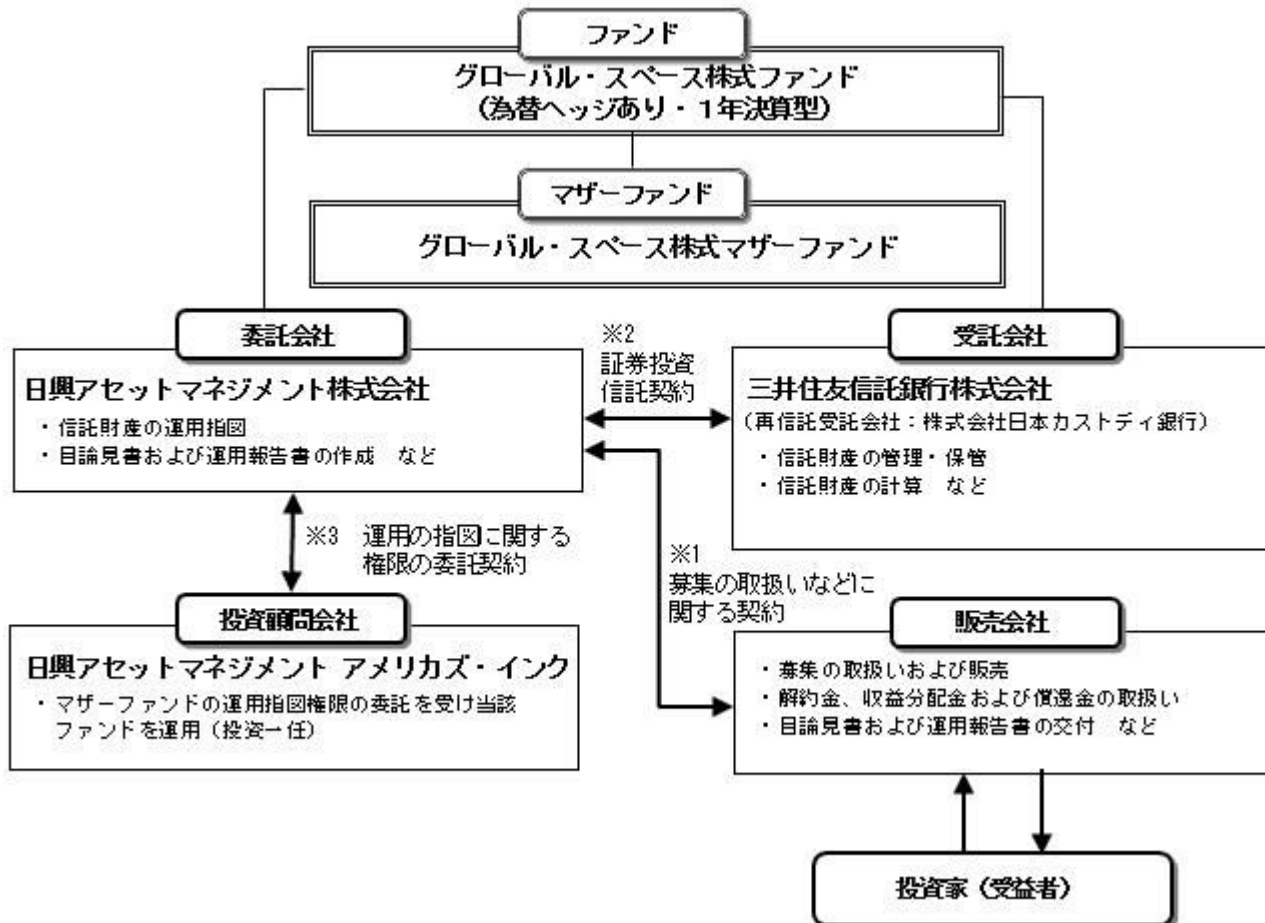 ファンド
グローバル・スペース株式ファンド
(為替ヘッジあり・1年決算型)
マザーファンド
グローバル・スペース株式マザーファンド
委託会社
日興アセットマネジメント株式会社
・信託財産の運用指図
・目論見書および運用報告書の作成 など
※2
証券投資
信託契約
受託会社
三井住友信託銀行株式会社
(再信託受託会社:株式会社日本カストディ銀行)
・信託財産の管理・保管
・信託財産の計算 など
※3 運用の指図に関する
権限の委託契約
※1
募集の取扱いなどに
関する契約
投資顧問会社
日興アセットマネジメント アメリカズ・インク
・マザーファンドの運用指図権限の委託を受け当該
ファンドを運用(投資一任)
販売会社
・募集の取扱いおよび販売
・解約金、収益分配金および償還金の取扱い
・目論見書および運用報告書の交付 など
投資家(受益者)